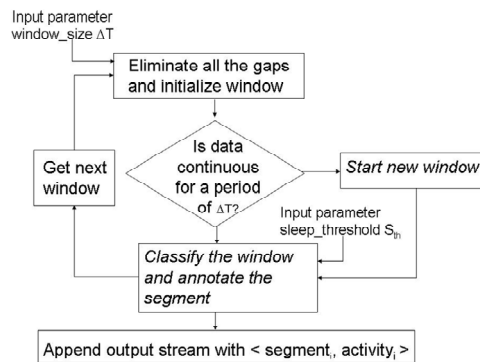 Input parameter
window_size ΔT
Eliminate all the gaps
and initialize window
Is data
continuous
for a period
of ΔT?
Get next
window
Start new window
Input parameter
sleep_threshold Sth
Classify the window
and annotate the
segment
Append output stream with < segmenti, activityi >